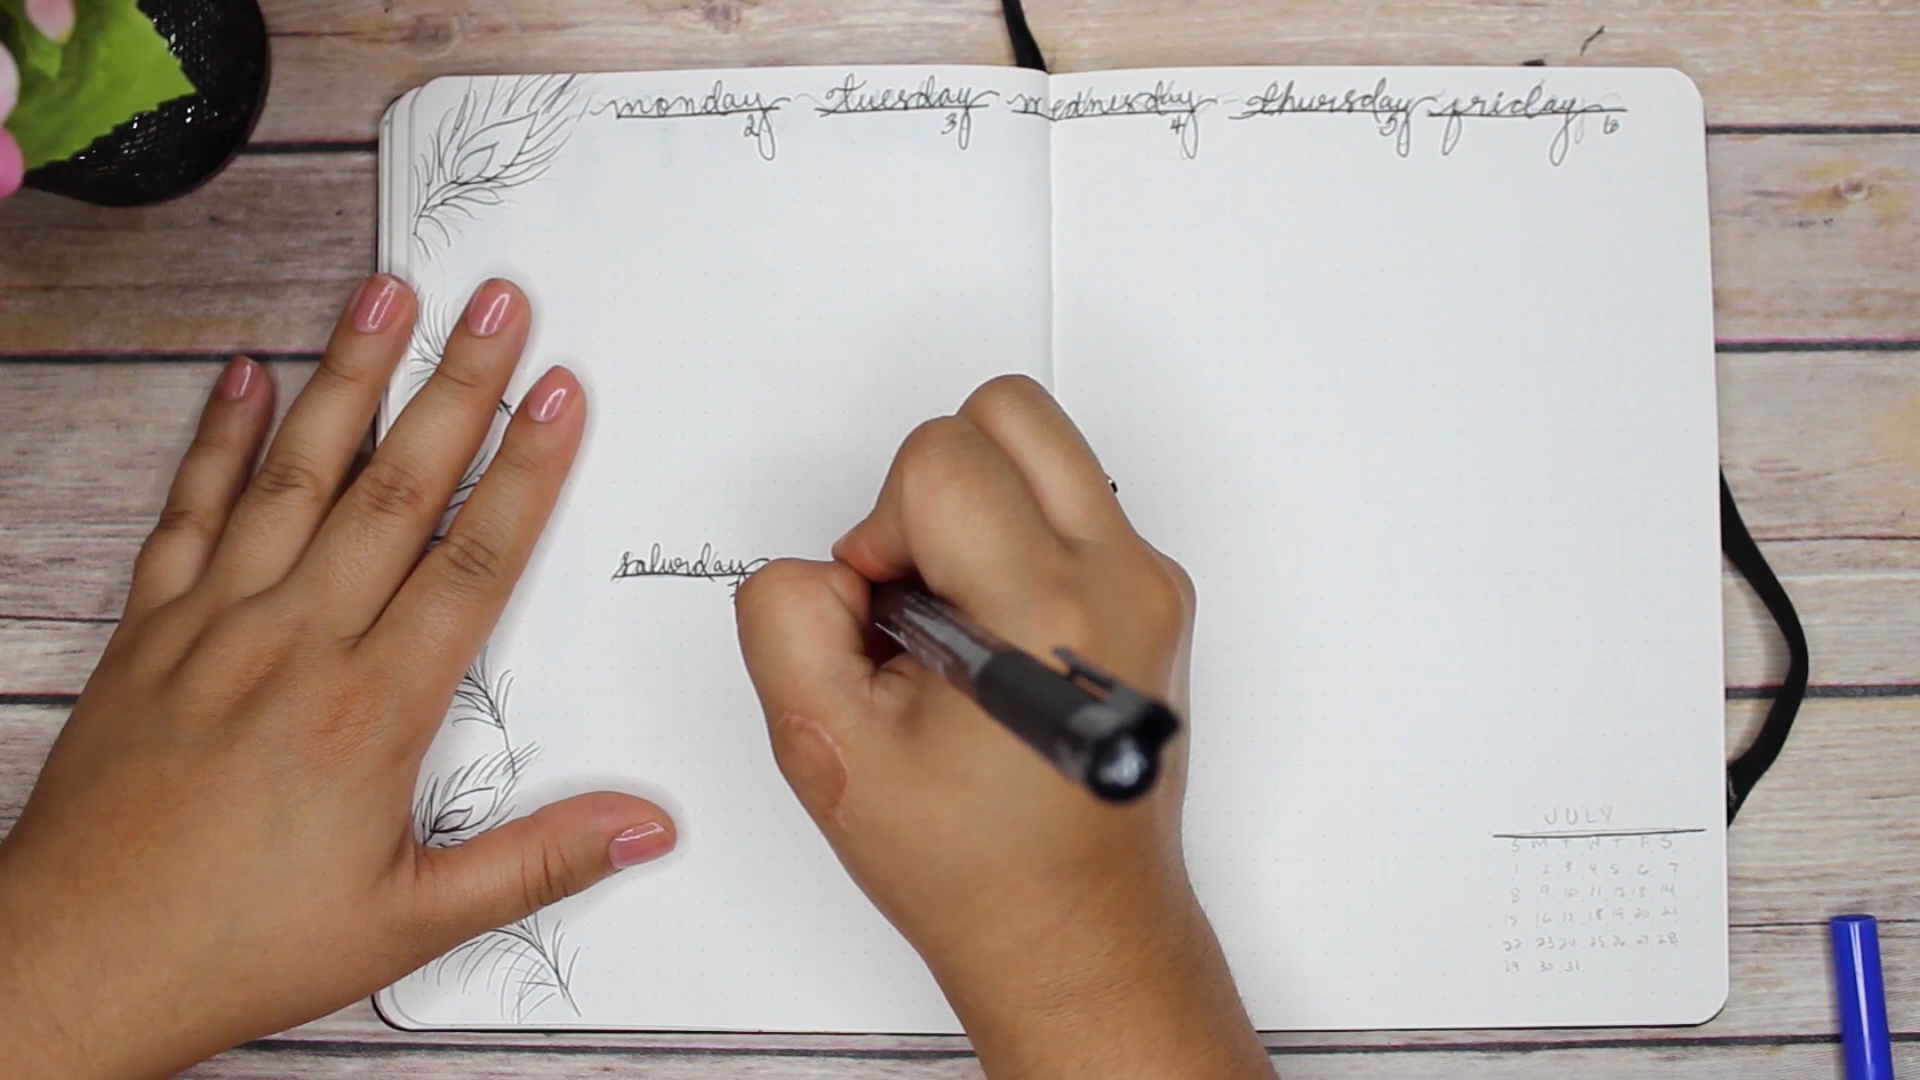 monday tuesday wednesday thursday friday
2 3 4 5 6
saturday
JULY
S M T W T F S
1 2 3 4 5 6 7
8 9 10 11 12 13 14
15 16 17 18 19 20 21
22 23 24 25 26 27 28
29 30 31